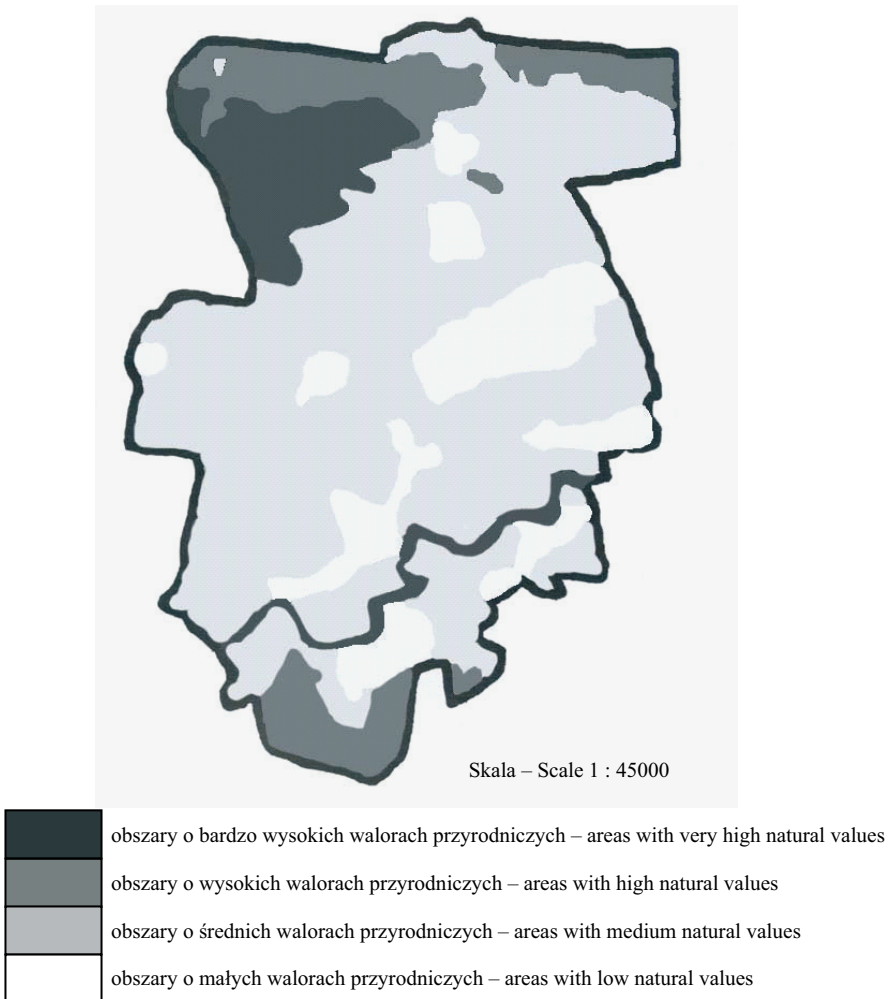 Skala – Scale 1 : 45000
obszary o bardzo wysokich walorach przyrodniczych – areas with very high natural values
obszary o wysokich walorach przyrodniczych – areas with high natural values
obszary o średnich walorach przyrodniczych – areas with medium natural values
obszary o małych walorach przyrodniczych – areas with low natural values